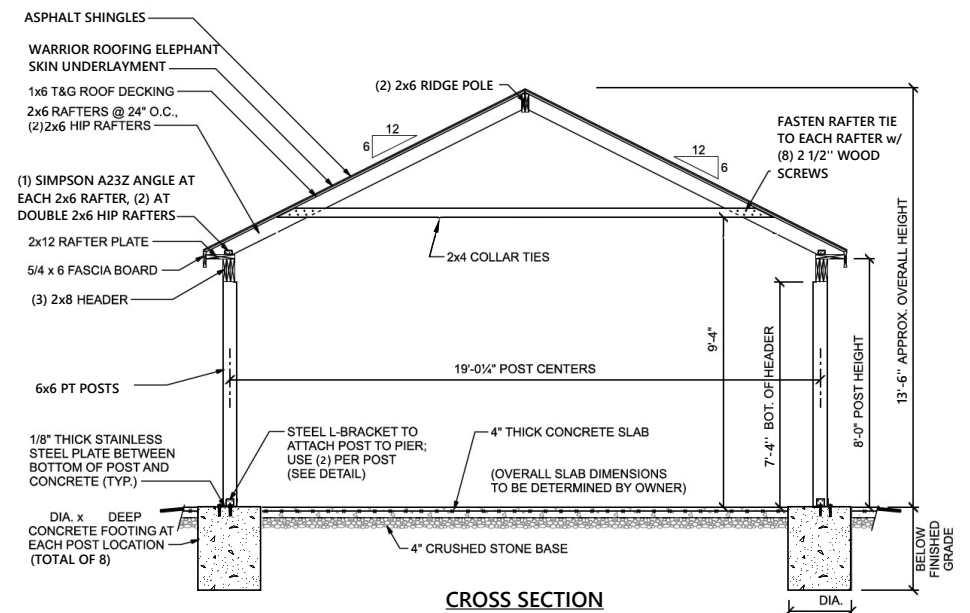 ASPHALT SHINGLES
WARRIOR ROOFING ELEPHANT
SKIN UNDERLAYMENT
1x6 T&G ROOF DECKING
2x6 RAFTERS @ 24" O.C.,
(2)2x6 HIP RAFTERS
(1) SIMPSON A23Z ANGLE AT
EACH 2x6 RAFTER, (2) AT
DOUBLE 2x6 HIP RAFTERS
2x12 RAFTER PLATE
5/4 x 6 FASCIA BOARD
(3) 2x8 HEADER
6x6 PT POSTS
1/8" THICK STAINLESS
STEEL PLATE BETWEEN
BOTTOM OF POST AND
CONCRETE (TYP.)
DIA. x DEEP
CONCRETE FOOTING AT
EACH POST LOCATION
(TOTAL OF 8)
(2) 2x6 RIDGE POLE
12
6
12
6
FASTEN RAFTER TIE
TO EACH RAFTER w/
(8) 2 1/2'' WOOD
SCREWS
2x4 COLLAR TIES
19'-0¼" POST CENTERS
9'-4"
7'-4'' BOT. OF HEADER
8'-0" POST HEIGHT
13'-6'' APPROX. OVERALL HEIGHT
STEEL L-BRACKET TO
ATTACH POST TO PIER;
USE (2) PER POST
(SEE DETAIL)
4" THICK CONCRETE SLAB
(OVERALL SLAB DIMENSIONS
TO BE DETERMINED BY OWNER)
4" CRUSHED STONE BASE
BELOW
FINISHED
GRADE
DIA.
CROSS SECTION